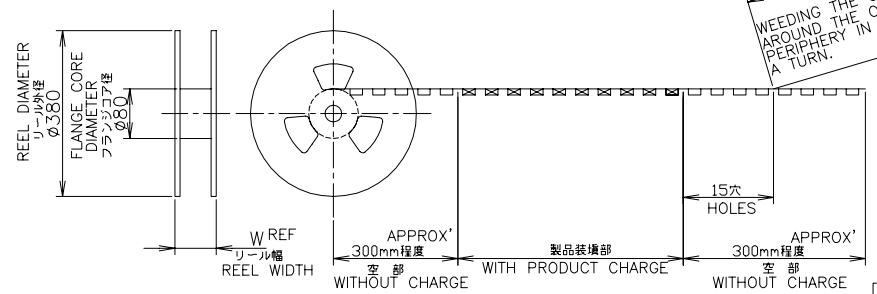 REEL DIAMETER
リール外径
ø380
FLANGE CORE
DIAMETER
フランジコア径
ø80
W REF
リール幅
REEL WIDTH
APPROX'
300mm程度
空 部
WITHOUT CHARGE
製品装填部
WITH PRODUCT CHARGE
15穴
HOLES
APPROX'
300mm程度
空 部
WITHOUT CHARGE
WEEDING THE
AROUND THE
PERIPHERY IN
A TURN.